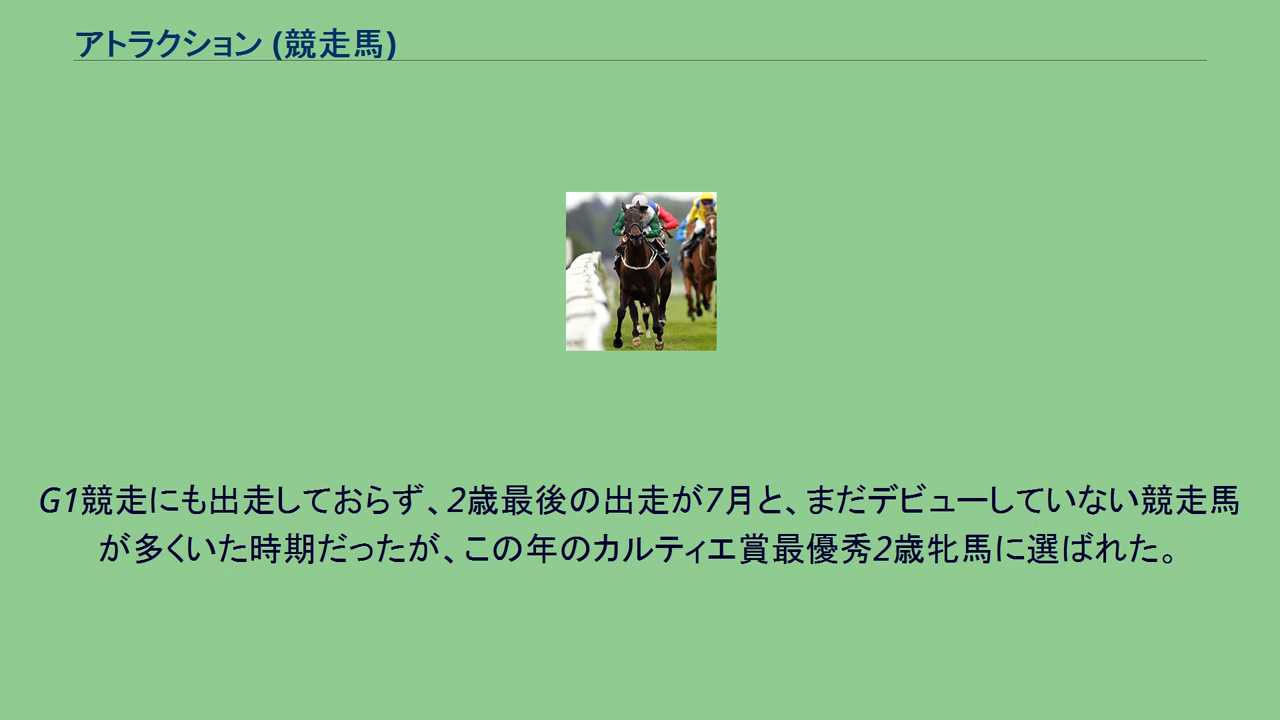 アトラクション (競走馬)
G1競走にも出走しておらず、2歳最後の出走が7月と、まだデビューしていない競走馬
が多くいた時期だったが、この年のカルティエ賞最優秀2歳牝馬に選ばれた。